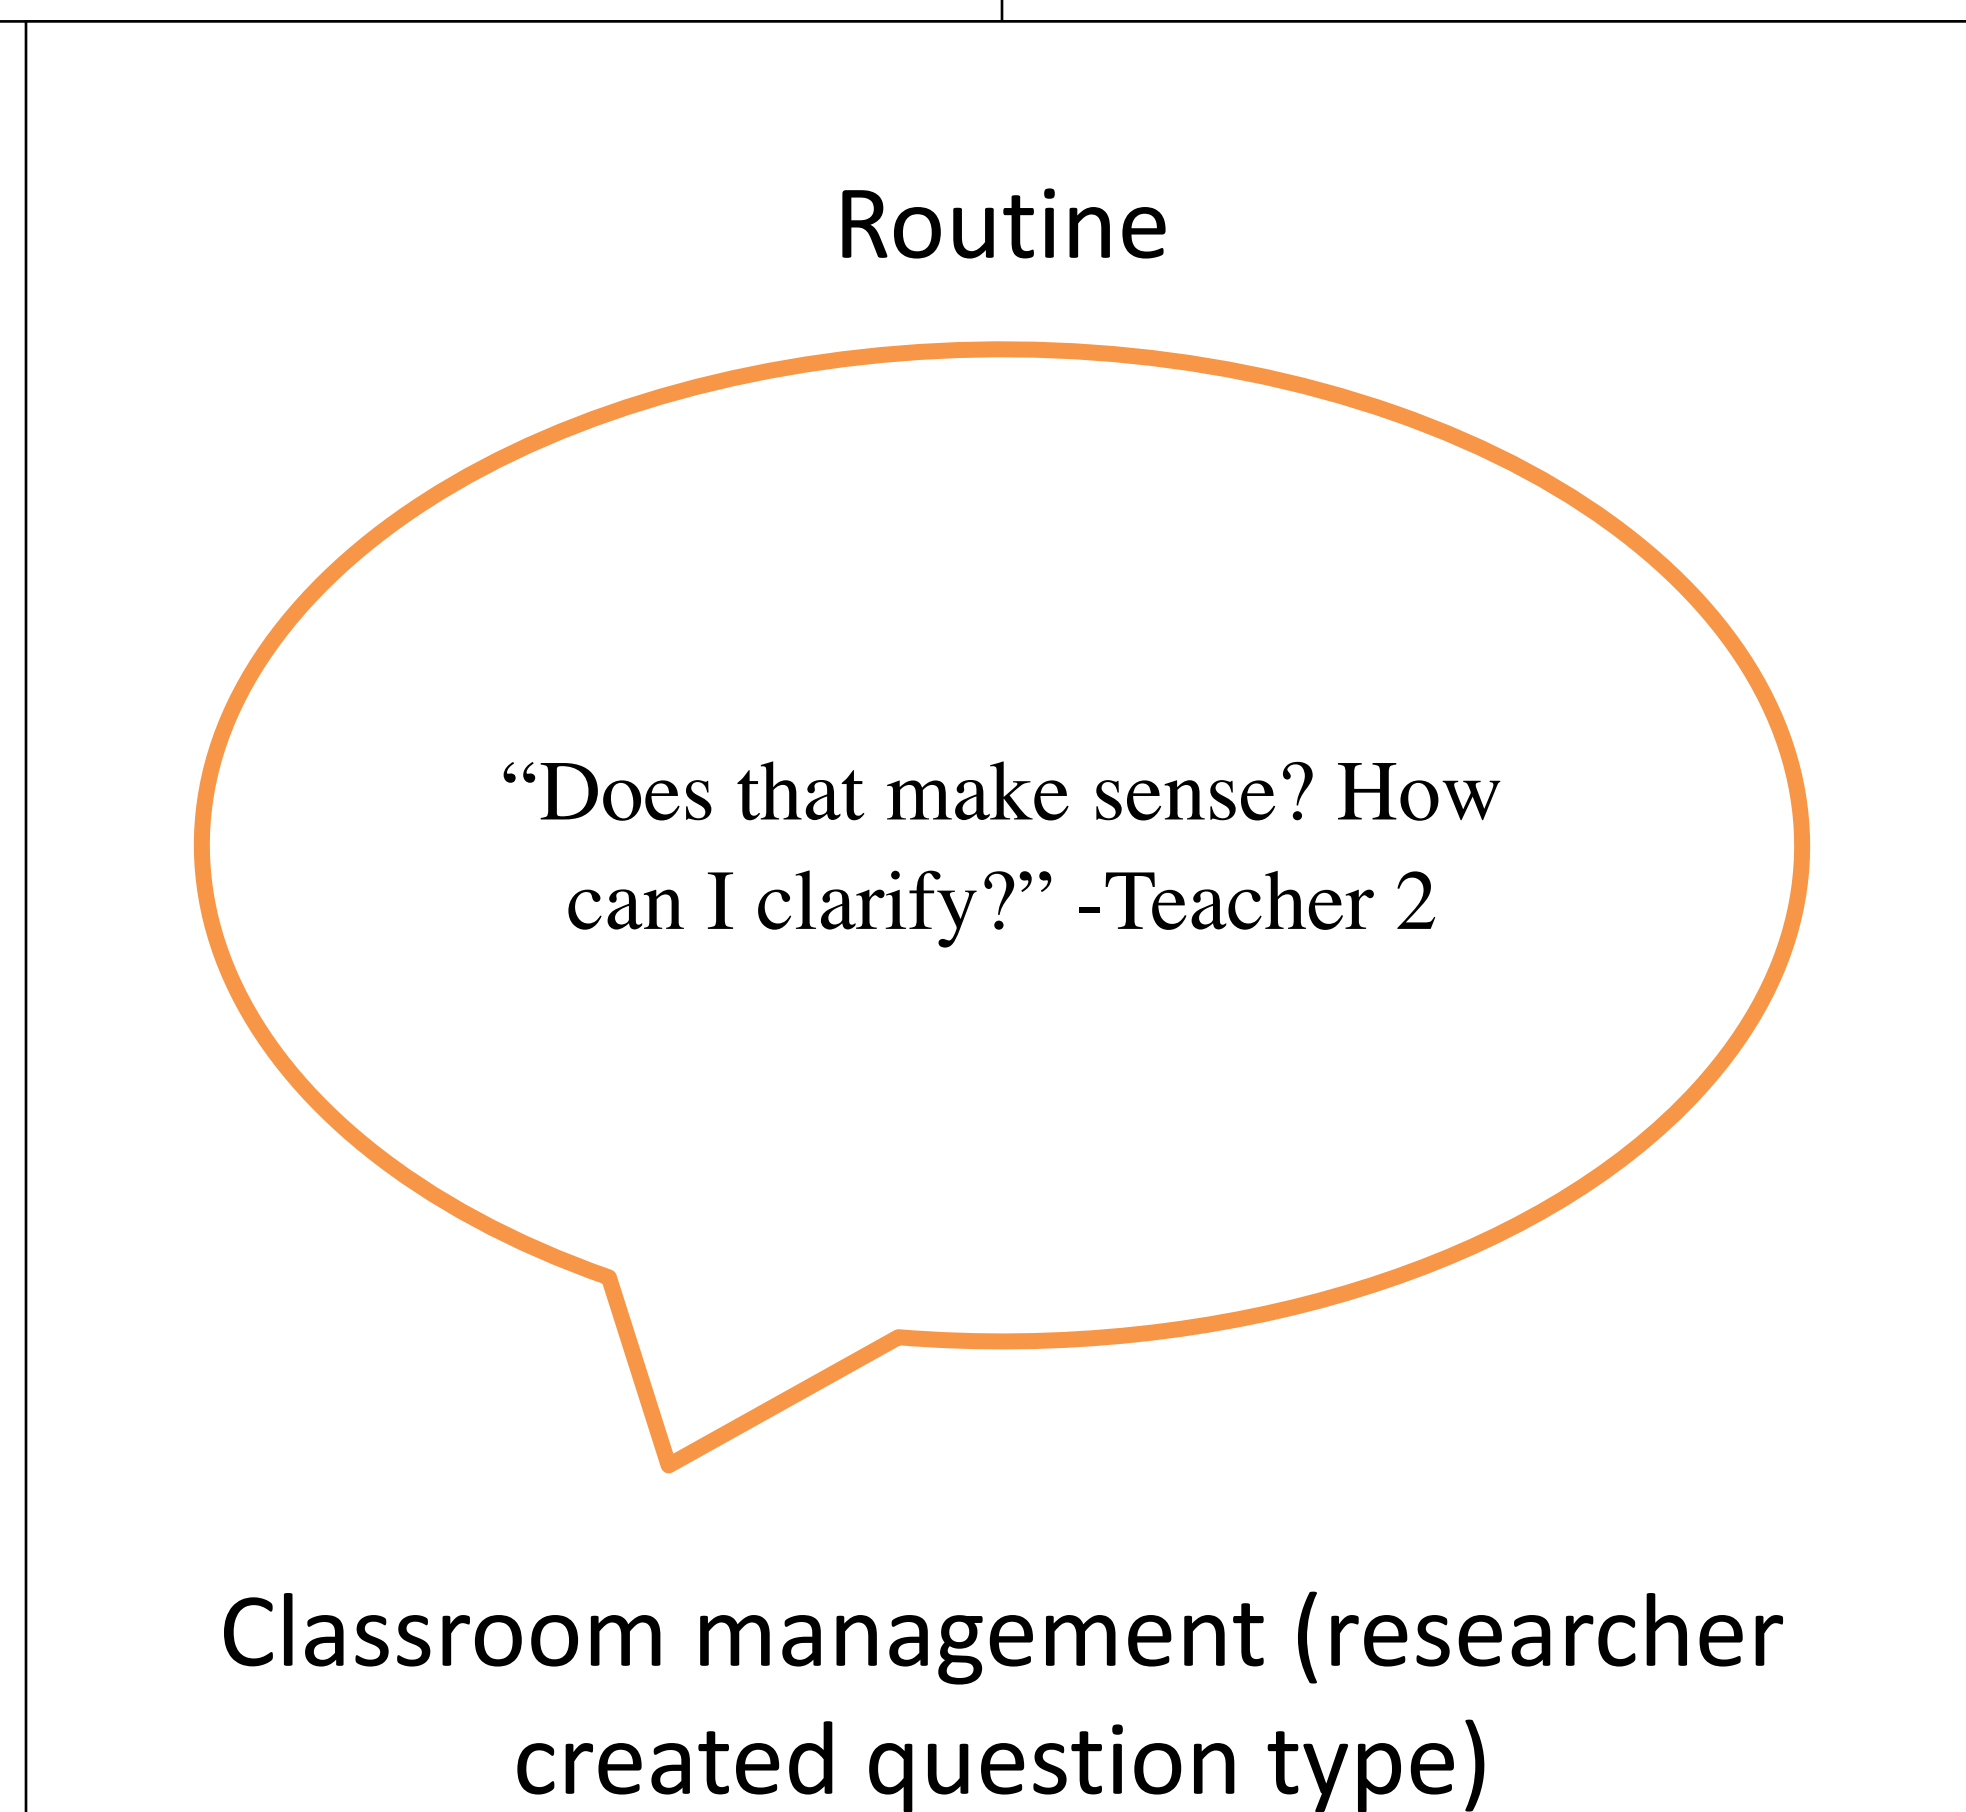 Routine
“Does that make sense? How
can I clarify?” -Teacher 2
Classroom management (researcher
created question type)